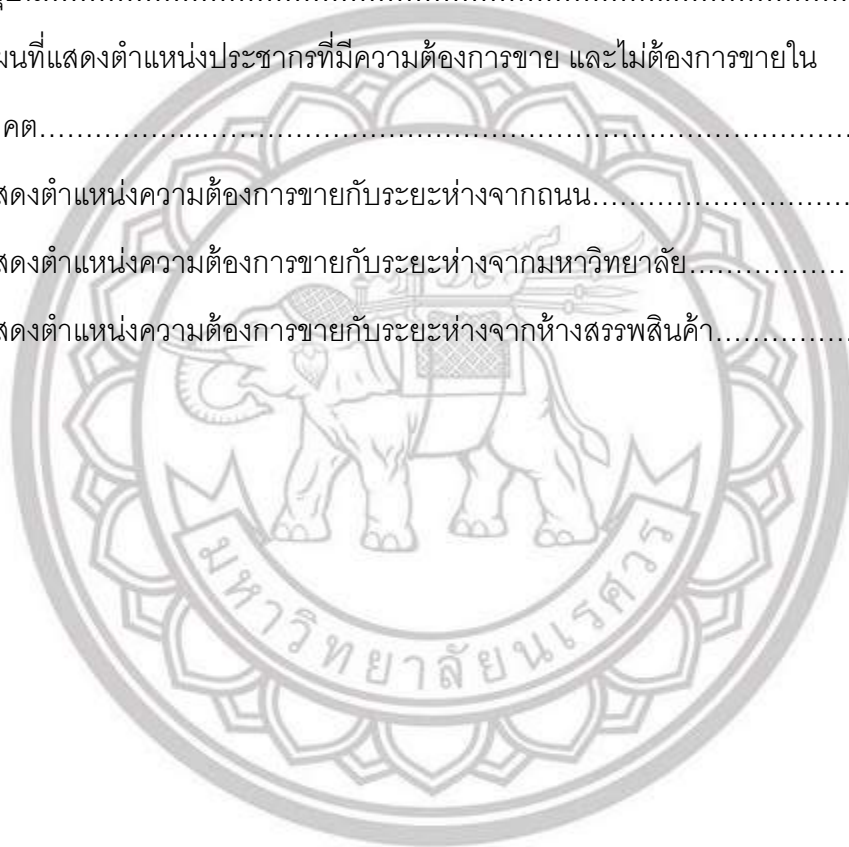 ผนที่แสดงตำแหน่งประชากรที่มีความต้องการขาย และไม่ต้องการขายใน
คต……………....……………………………………………………………
สดงตำแหน่งความต้องการขายกับระยะห่างจากถนน……………………….
สดงตำแหน่งความต้องการขายกับระยะห่างจากมหาวิทยาลัย……………..
สดงตำแหน่งความต้องการขายกับระยะห่างจากห้างสรรพสินค้า……………
มหาวิทยาลัยนเรศวร